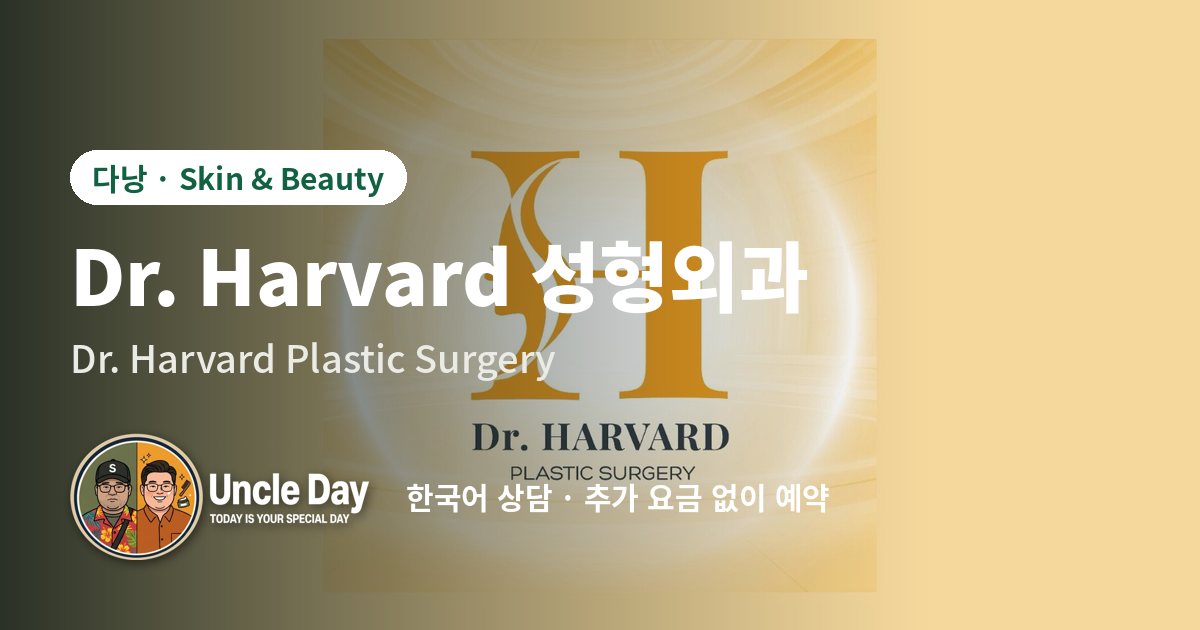 다낭 · Skin & Beauty
Dr. Harvard 성형외과
Dr. Harvard Plastic Surgery
H
Dr. HARVARD
PLASTIC SURGERY
S
Uncle Day
TODAY IS YOUR SPECIAL DAY
한국어 상담 · 추가 요금 없이 예약